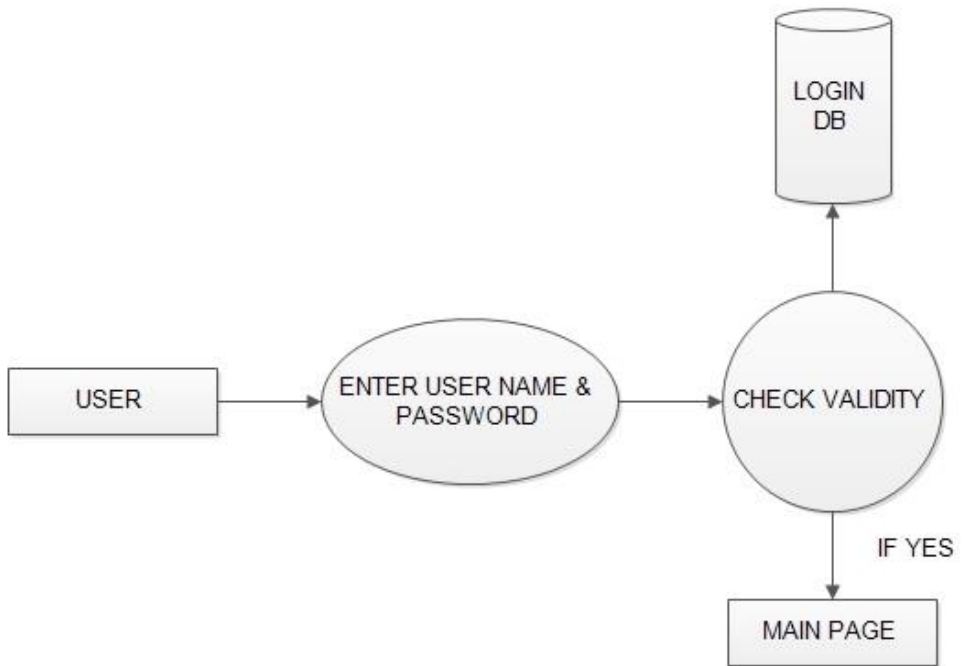 LOGIN
DB
USER
ENTER USER NAME &
PASSWORD
CHECK VALIDITY
IF YES
MAIN PAGE